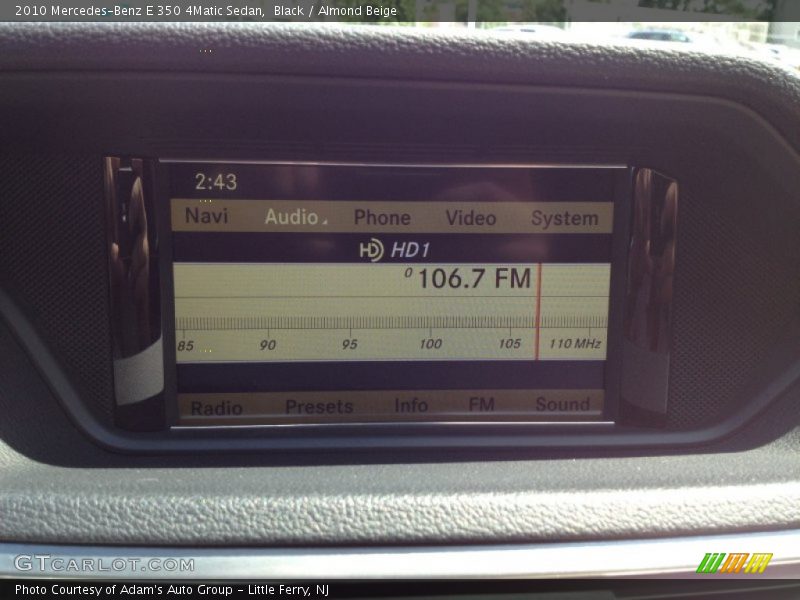 2010 Mercedes-Benz E 350 4Matic Sedan,  Black / Almond Beige
2:43
Navi Audio Phone Video System
HD HD1
0 106.7 FM
85 90 95 100 105 110 MHz
Radio Presets Info FM Sound
GTCARLOT.COM
Photo Courtesy of Adam's Auto Group - Little Ferry, NJ